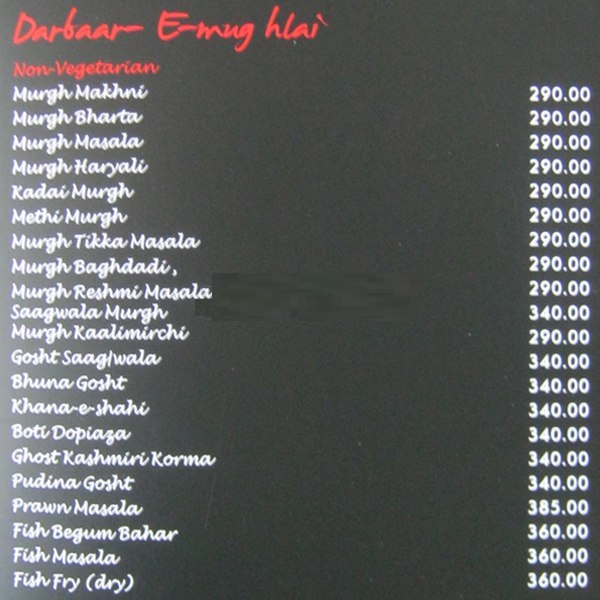 Darbaar- E-mug hlai`
Non-Vegetarian
Murgh Makhni 290.00
Murgh Bharta 290.00
Murgh Masala 290.00
Murgh Haryali 290.00
Kadai Murgh 290.00
Methi Murgh 290.00
Murgh Tikka Masala 290.00
Murgh Baghdadi, 290.00
Murgh Reshmi Masala 290.00
Saagwala Murgh 340.00
Murgh Kaalimirchi 290.00
Gosht Saag/wala 340.00
Bhuna Gosht 340.00
Khana-e-shahi 340.00
Boti Dopiaza 340.00
Ghost Kashmiri Korma 340.00
Pudina Gosht 340.00
Prawn Masala 385.00
Fish Begum Bahar 360.00
Fish Masala 360.00
Fish Fry (dry) 360.00